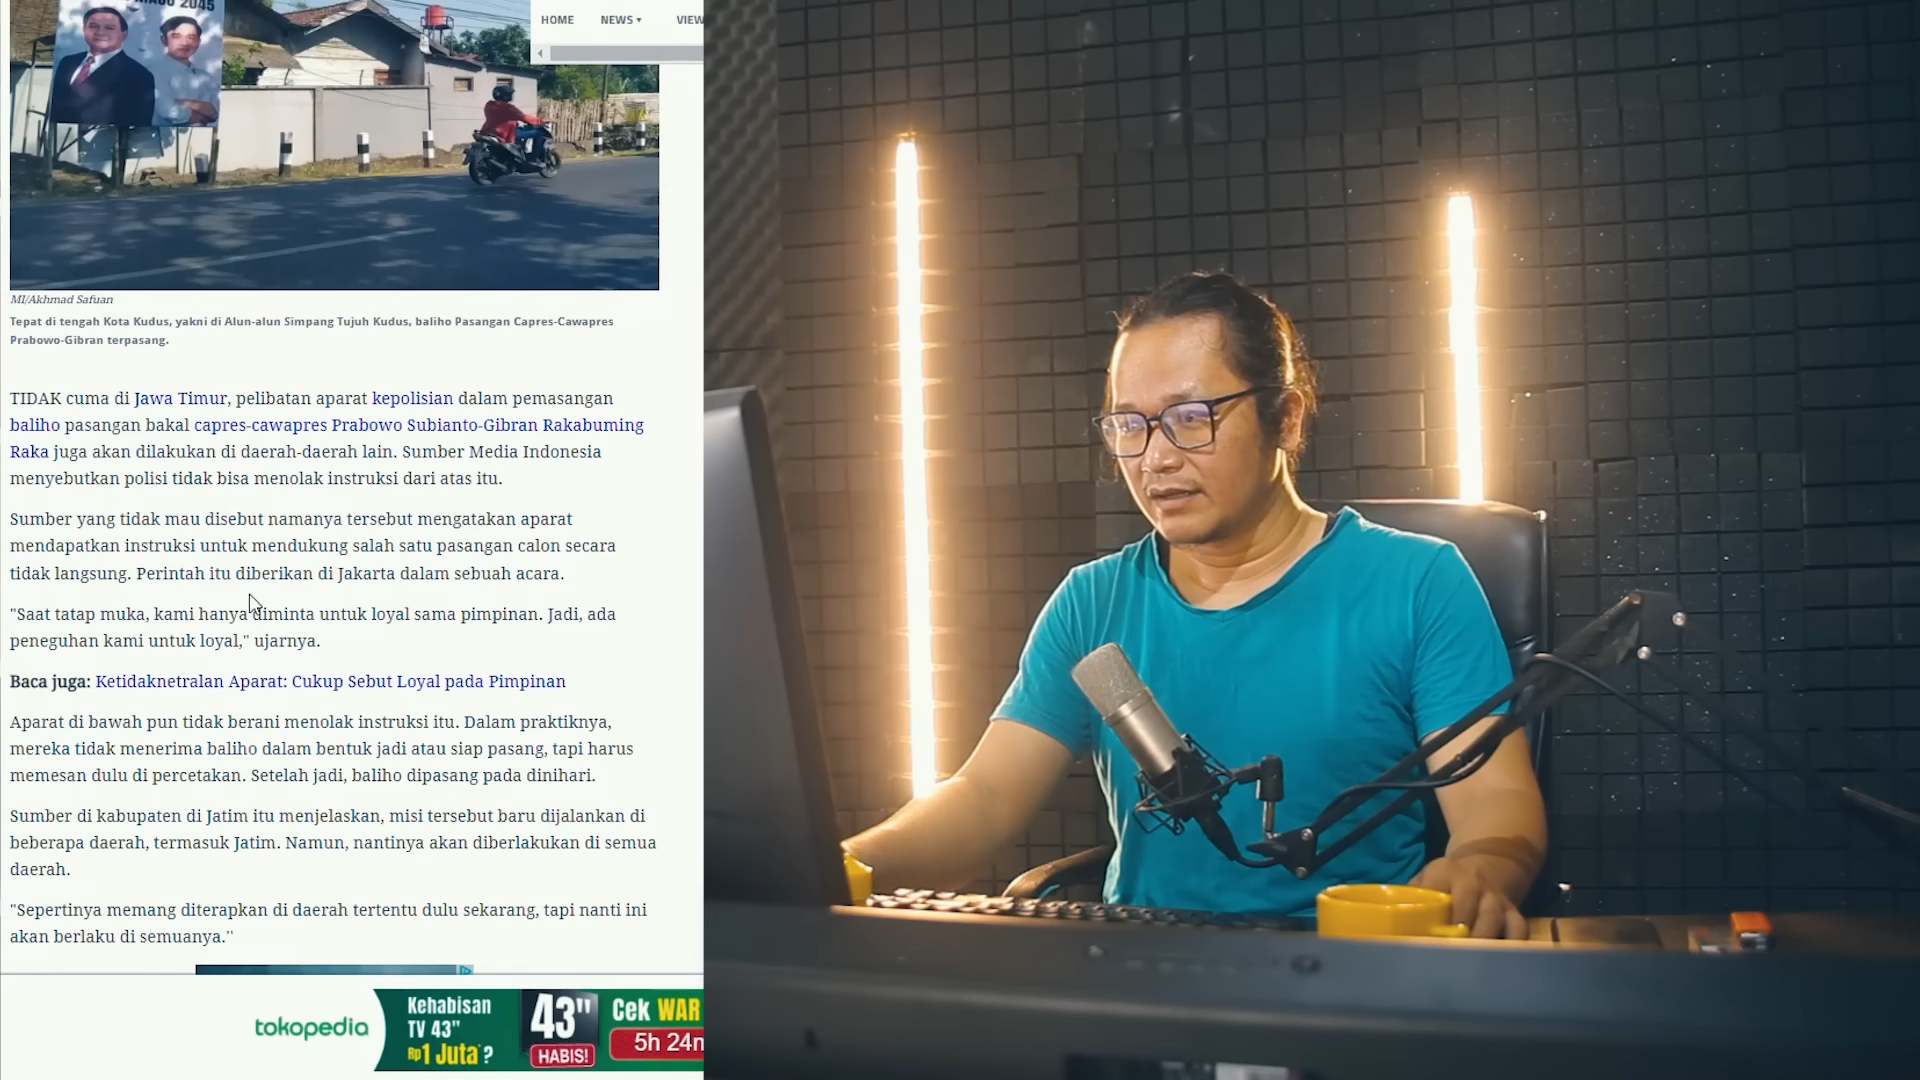 2045
HOME NEWS ▾ VIEW
MI/Akhmad Safuan
Tepat di tengah Kota Kudus, yakni di Alun-alun Simpang Tujuh Kudus, baliho Pasangan Capres-Cawapres
Prabowo-Gibran terpasang.
TIDAK cuma di Jawa Timur, pelibatan aparat kepolisian dalam pemasangan
baliho pasangan bakal capres-cawapres Prabowo Subianto-Gibran Rakabuming
Raka juga akan dilakukan di daerah-daerah lain. Sumber Media Indonesia
menyebutkan polisi tidak bisa menolak instruksi dari atas itu.
Sumber yang tidak mau disebut namanya tersebut mengatakan aparat
mendapatkan instruksi untuk mendukung salah satu pasangan calon secara
tidak langsung. Perintah itu diberikan di Jakarta dalam sebuah acara.
"Saat tatap muka, kami hanya diminta untuk loyal sama pimpinan. Jadi, ada
peneguhan kami untuk loyal," ujarnya.
Baca juga: Ketidaknetralan Aparat: Cukup Sebut Loyal pada Pimpinan
Aparat di bawah pun tidak berani menolak instruksi itu. Dalam praktiknya,
mereka tidak menerima baliho dalam bentuk jadi atau siap pasang, tapi harus
memesan dulu di percetakan. Setelah jadi, baliho dipasang pada dinihari.
Sumber di kabupaten di Jatim itu menjelaskan, misi tersebut baru dijalankan di
beberapa daerah, termasuk Jatim. Namun, nantinya akan diberlakukan di semua
daerah.
"Sepertinya memang diterapkan di daerah tertentu dulu sekarang, tapi nanti ini
akan berlaku di semuanya.''
tokopedia
Kehabisan
TV 43"
Rp1 Juta*?
43"
HABIS!
Cek WAR
5h 24m